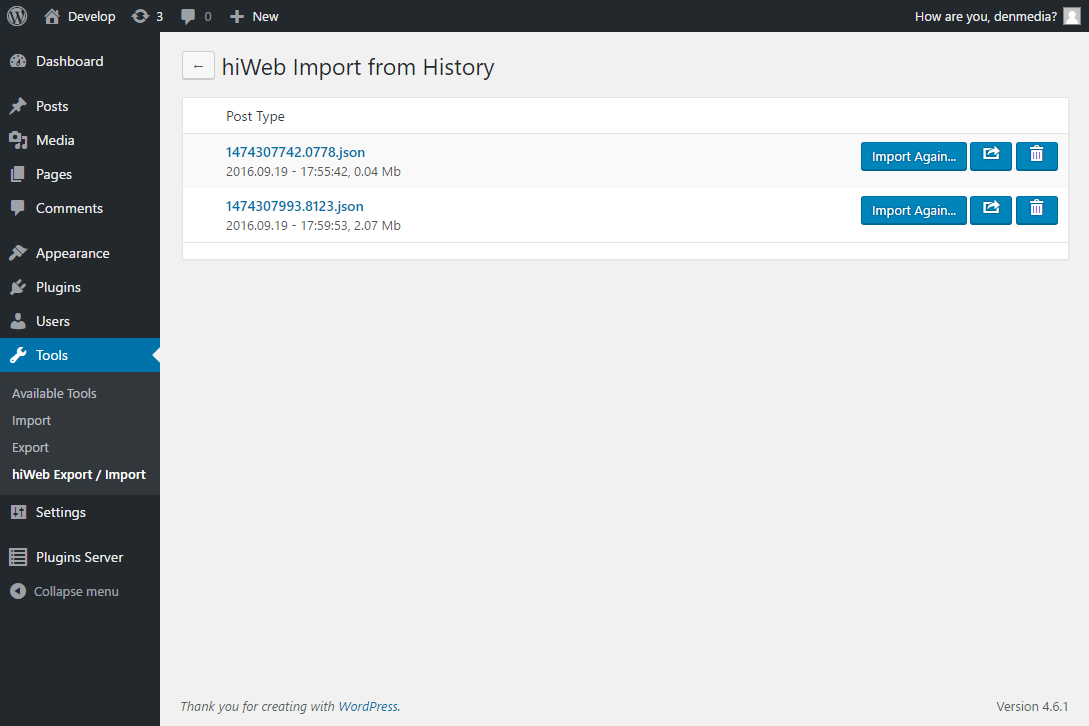 Develop 3 0 New How are you, denmedia?
Dashboard
Posts
Media
Pages
Comments
Appearance
Plugins
Users
Tools
Available Tools
Import
Export
hiWeb Export / Import
Settings
Plugins Server
Collapse menu
← hiWeb Import from History
Post Type
1474307742.0778.json
2016.09.19 - 17:55:42, 0.04 Mb
Import Again...
1474307993.8123.json
2016.09.19 - 17:59:53, 2.07 Mb
Import Again...
Thank you for creating with WordPress. Version 4.6.1